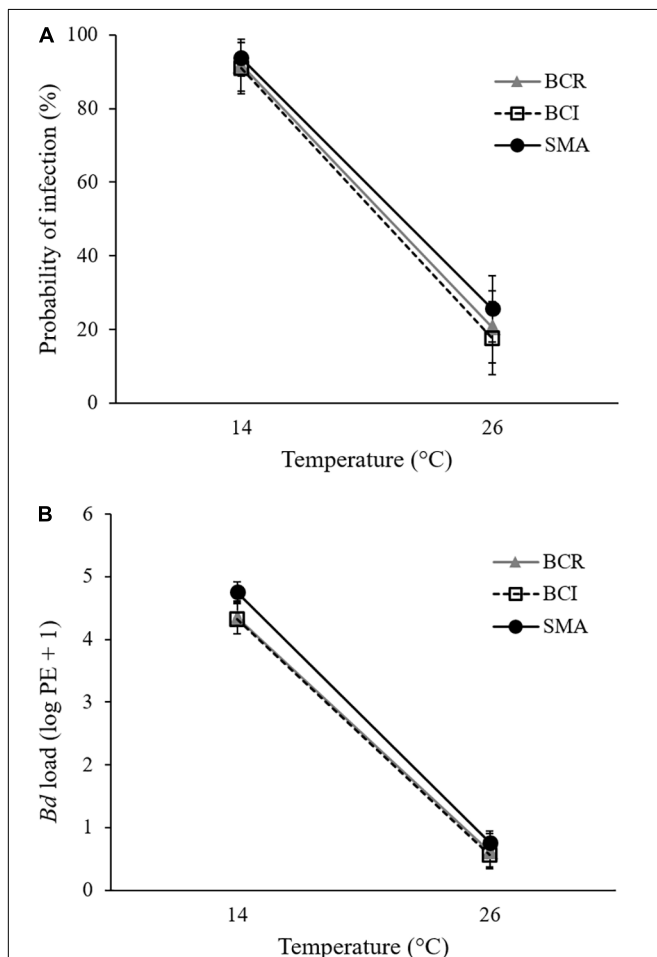 A
100
80
60
40
20
0
Probability of infection (%)
BCR
BCI
SMA
14
26
Temperature (°C)
B
6
5
4
3
2
1
0
Bd load (log PE + 1)
BCR
BCI
SMA
14
26
Temperature (°C)